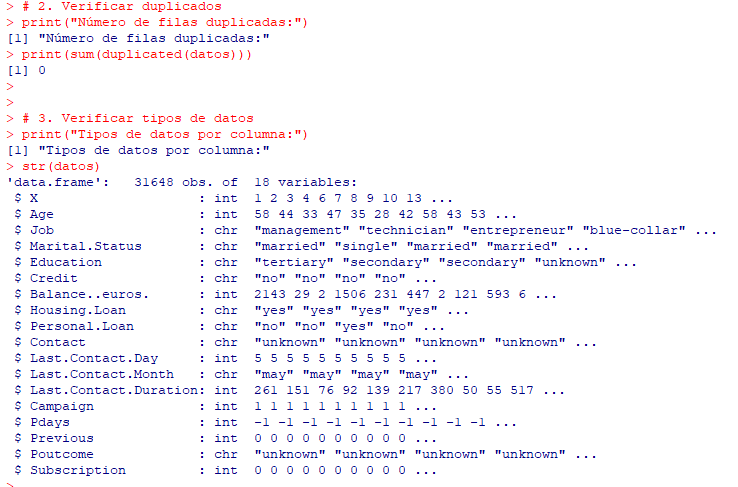 > # 2. Verificar duplicados
> print("Número de filas duplicadas:")
[1] "Número de filas duplicadas:"
> print(sum(duplicated(datos)))
[1] 0
>
>
> # 3. Verificar tipos de datos
> print("Tipos de datos por columna:")
[1] "Tipos de datos por columna:"
> str(datos)
'data.frame':   31648 obs. of  18 variables:
 $ X                    : int  1 2 3 4 6 7 8 9 10 13 ...
 $ Age                  : int  58 44 33 47 35 28 42 58 43 53 ...
 $ Job                  : chr  "management" "technician" "entrepreneur" "blue-collar" ...
 $ Marital.Status       : chr  "married" "single" "married" "married" ...
 $ Education            : chr  "tertiary" "secondary" "secondary" "unknown" ...
 $ Credit               : chr  "no" "no" "no" "no" ...
 $ Balance..euros.      : int  2143 29 2 1506 231 447 2 121 593 6 ...
 $ Housing.Loan         : chr  "yes" "yes" "yes" "yes" ...
 $ Personal.Loan        : chr  "no" "no" "yes" "no" ...
 $ Contact              : chr  "unknown" "unknown" "unknown" "unknown" ...
 $ Last.Contact.Day     : int  5 5 5 5 5 5 5 5 5 5 ...
 $ Last.Contact.Month   : chr  "may" "may" "may" "may" ...
 $ Last.Contact.Duration: int  261 151 76 92 139 217 380 50 55 517 ...
 $ Campaign             : int  1 1 1 1 1 1 1 1 1 1 ...
 $ Pdays                : int  -1 -1 -1 -1 -1 -1 -1 -1 -1 -1 ...
 $ Previous             : int  0 0 0 0 0 0 0 0 0 0 ...
 $ Poutcome             : chr  "unknown" "unknown" "unknown" "unknown" ...
 $ Subscription         : int  0 0 0 0 0 0 0 0 0 0 ...
>